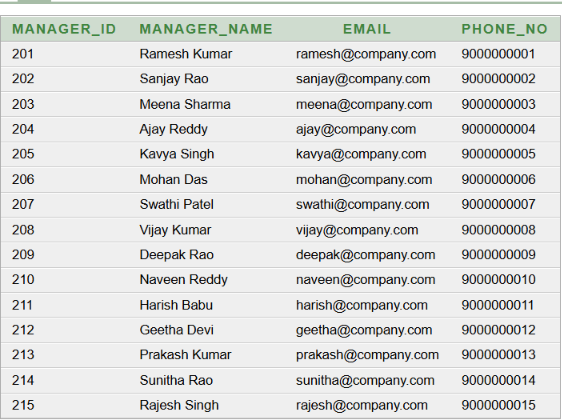 MANAGER_ID MANAGER_NAME EMAIL PHONE_NO
201 Ramesh Kumar ramesh@company.com 9000000001
202 Sanjay Rao sanjay@company.com 9000000002
203 Meena Sharma meena@company.com 9000000003
204 Ajay Reddy ajay@company.com 9000000004
205 Kavya Singh kavya@company.com 9000000005
206 Mohan Das mohan@company.com 9000000006
207 Swathi Patel swathi@company.com 9000000007
208 Vijay Kumar vijay@company.com 9000000008
209 Deepak Rao deepak@company.com 9000000009
210 Naveen Reddy naveen@company.com 9000000010
211 Harish Babu harish@company.com 9000000011
212 Geetha Devi geetha@company.com 9000000012
213 Prakash Kumar prakash@company.com 9000000013
214 Sunitha Rao sunitha@company.com 9000000014
215 Rajesh Singh rajesh@company.com 9000000015